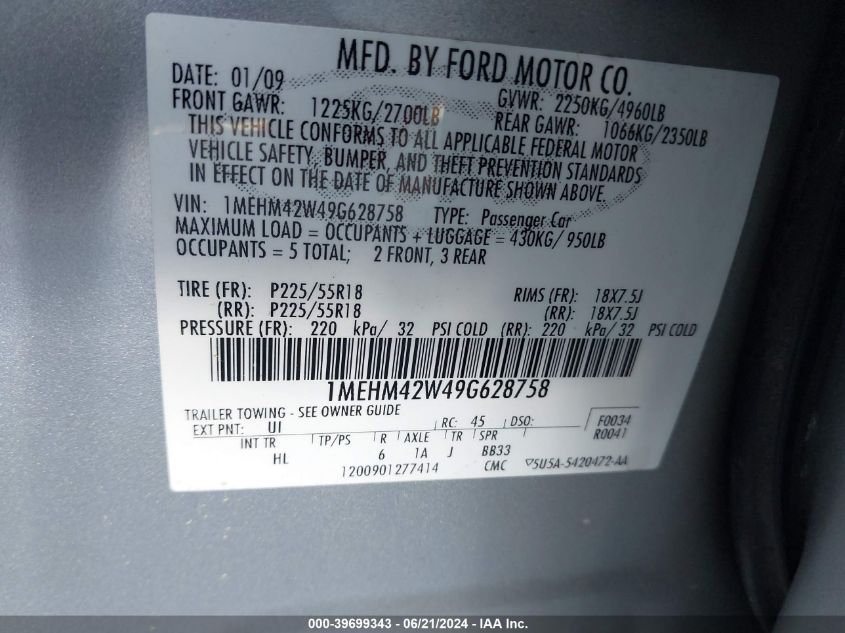 MFD. BY FORD MOTOR CO.
DATE: 01/09 GVWR: 2250KG/4960LB
FRONT GAWR: 1225KG/2700LB REAR GAWR: 1066KG/2350LB
THIS VEHICLE CONFORMS TO ALL APPLICABLE FEDERAL MOTOR
VEHICLE SAFETY, BUMPER, AND THEFT PREVENTION STANDARDS
IN EFFECT ON THE DATE OF MANUFACTURE SHOWN ABOVE.
VIN: 1MEHM42W49G628758 TYPE: Passenger Car
MAXIMUM LOAD = OCCUPANTS + LUGGAGE = 430KG/ 950LB
OCCUPANTS = 5 TOTAL; 2 FRONT, 3 REAR
TIRE (FR): P225/55R18 RIMS (FR): 18X7.5J
(RR): P225/55R18 (RR): 18X7.5J
PRESSURE (FR): 220 kPa/ 32 PSI COLD (RR): 220 kPa/ 32 PSI COLD
1MEHM42W49G628758
TRAILER TOWING - SEE OWNER GUIDE
EXT PNT: UI RC: 45 DSO: F0034
R0041
INT TR TP/PS R AXLE TR SPR
HL 6 1A J BB33
1200901277414 CMC ▽5U5A-5420472-AA
000-39699343 - 06/21/2024 - IAA Inc.